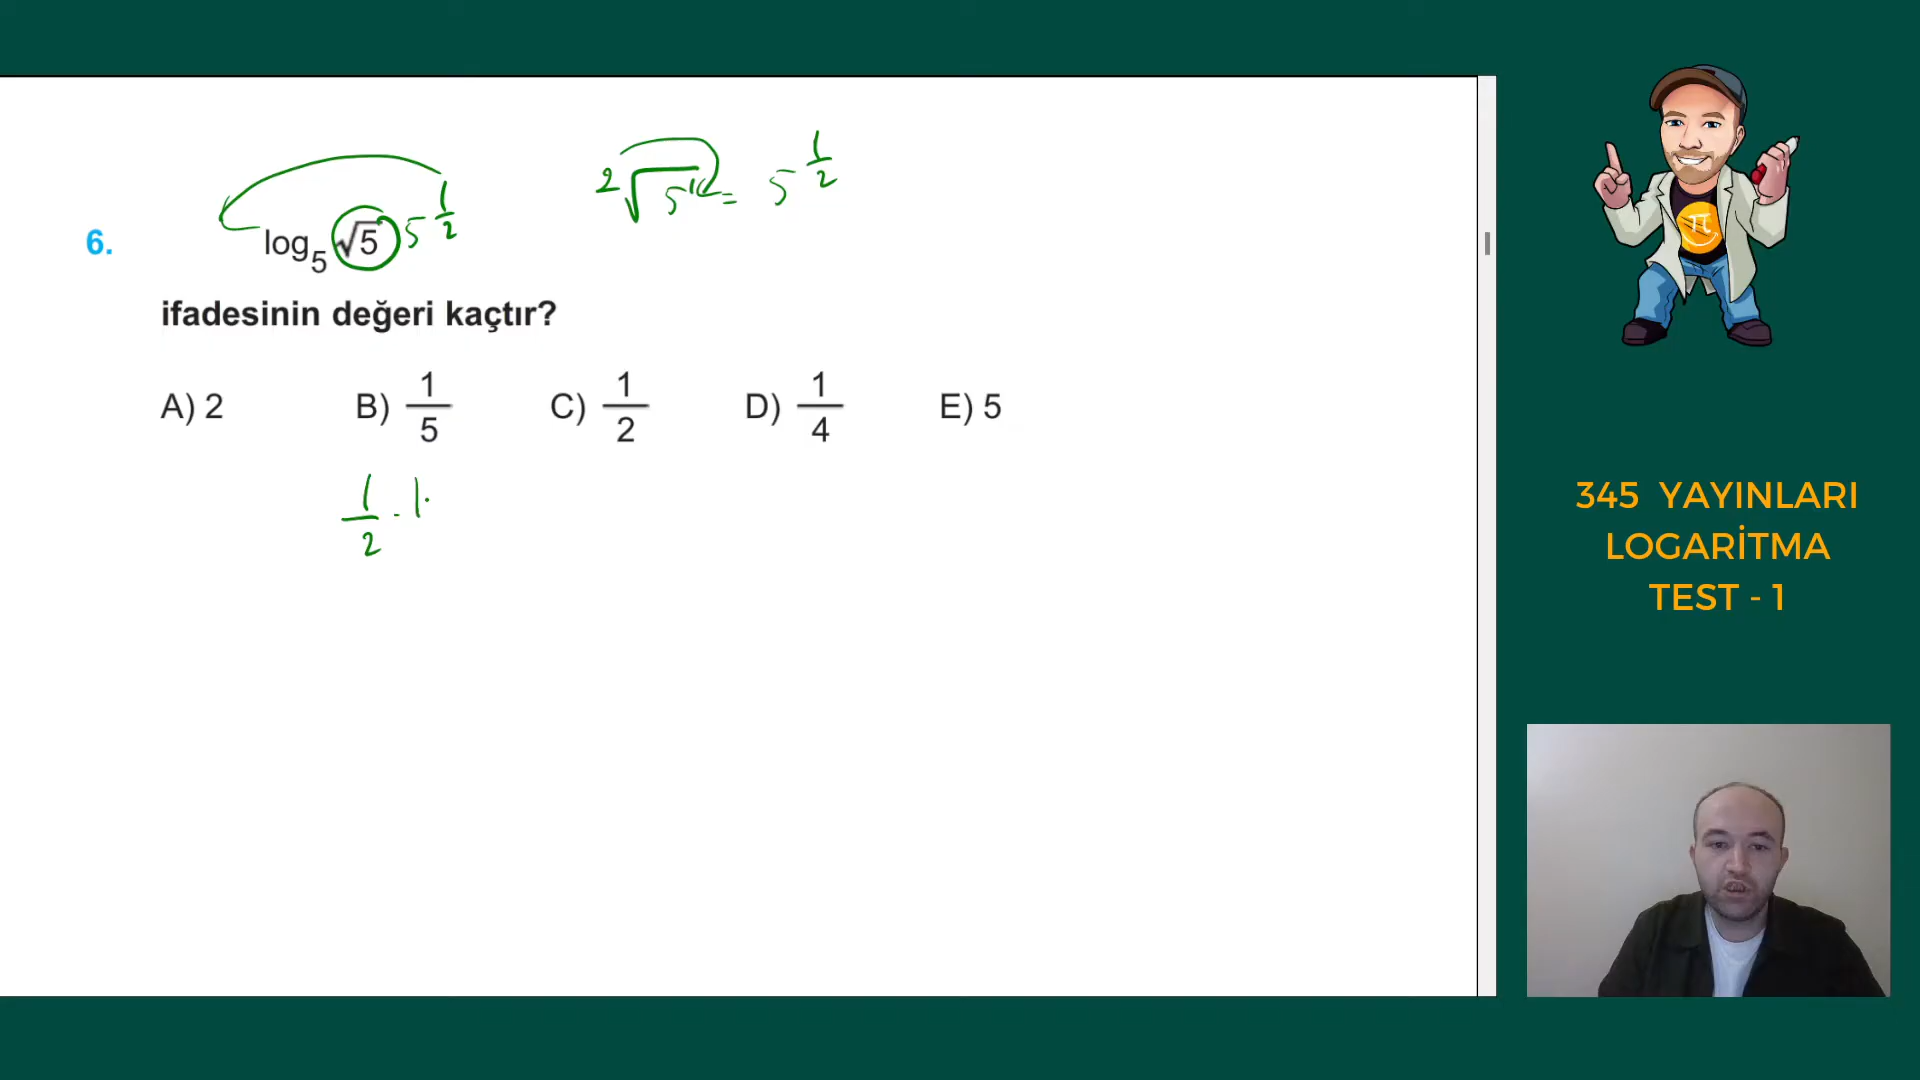 ²√5¹ = 5^1/2
6. log₅ √5 5^1/2
ifadesinin değeri kaçtır?
A) 2 B) 1/5 C) 1/2 D) 1/4 E) 5
1/2 .
π
345 YAYINLARI
LOGARİTMA
TEST - 1